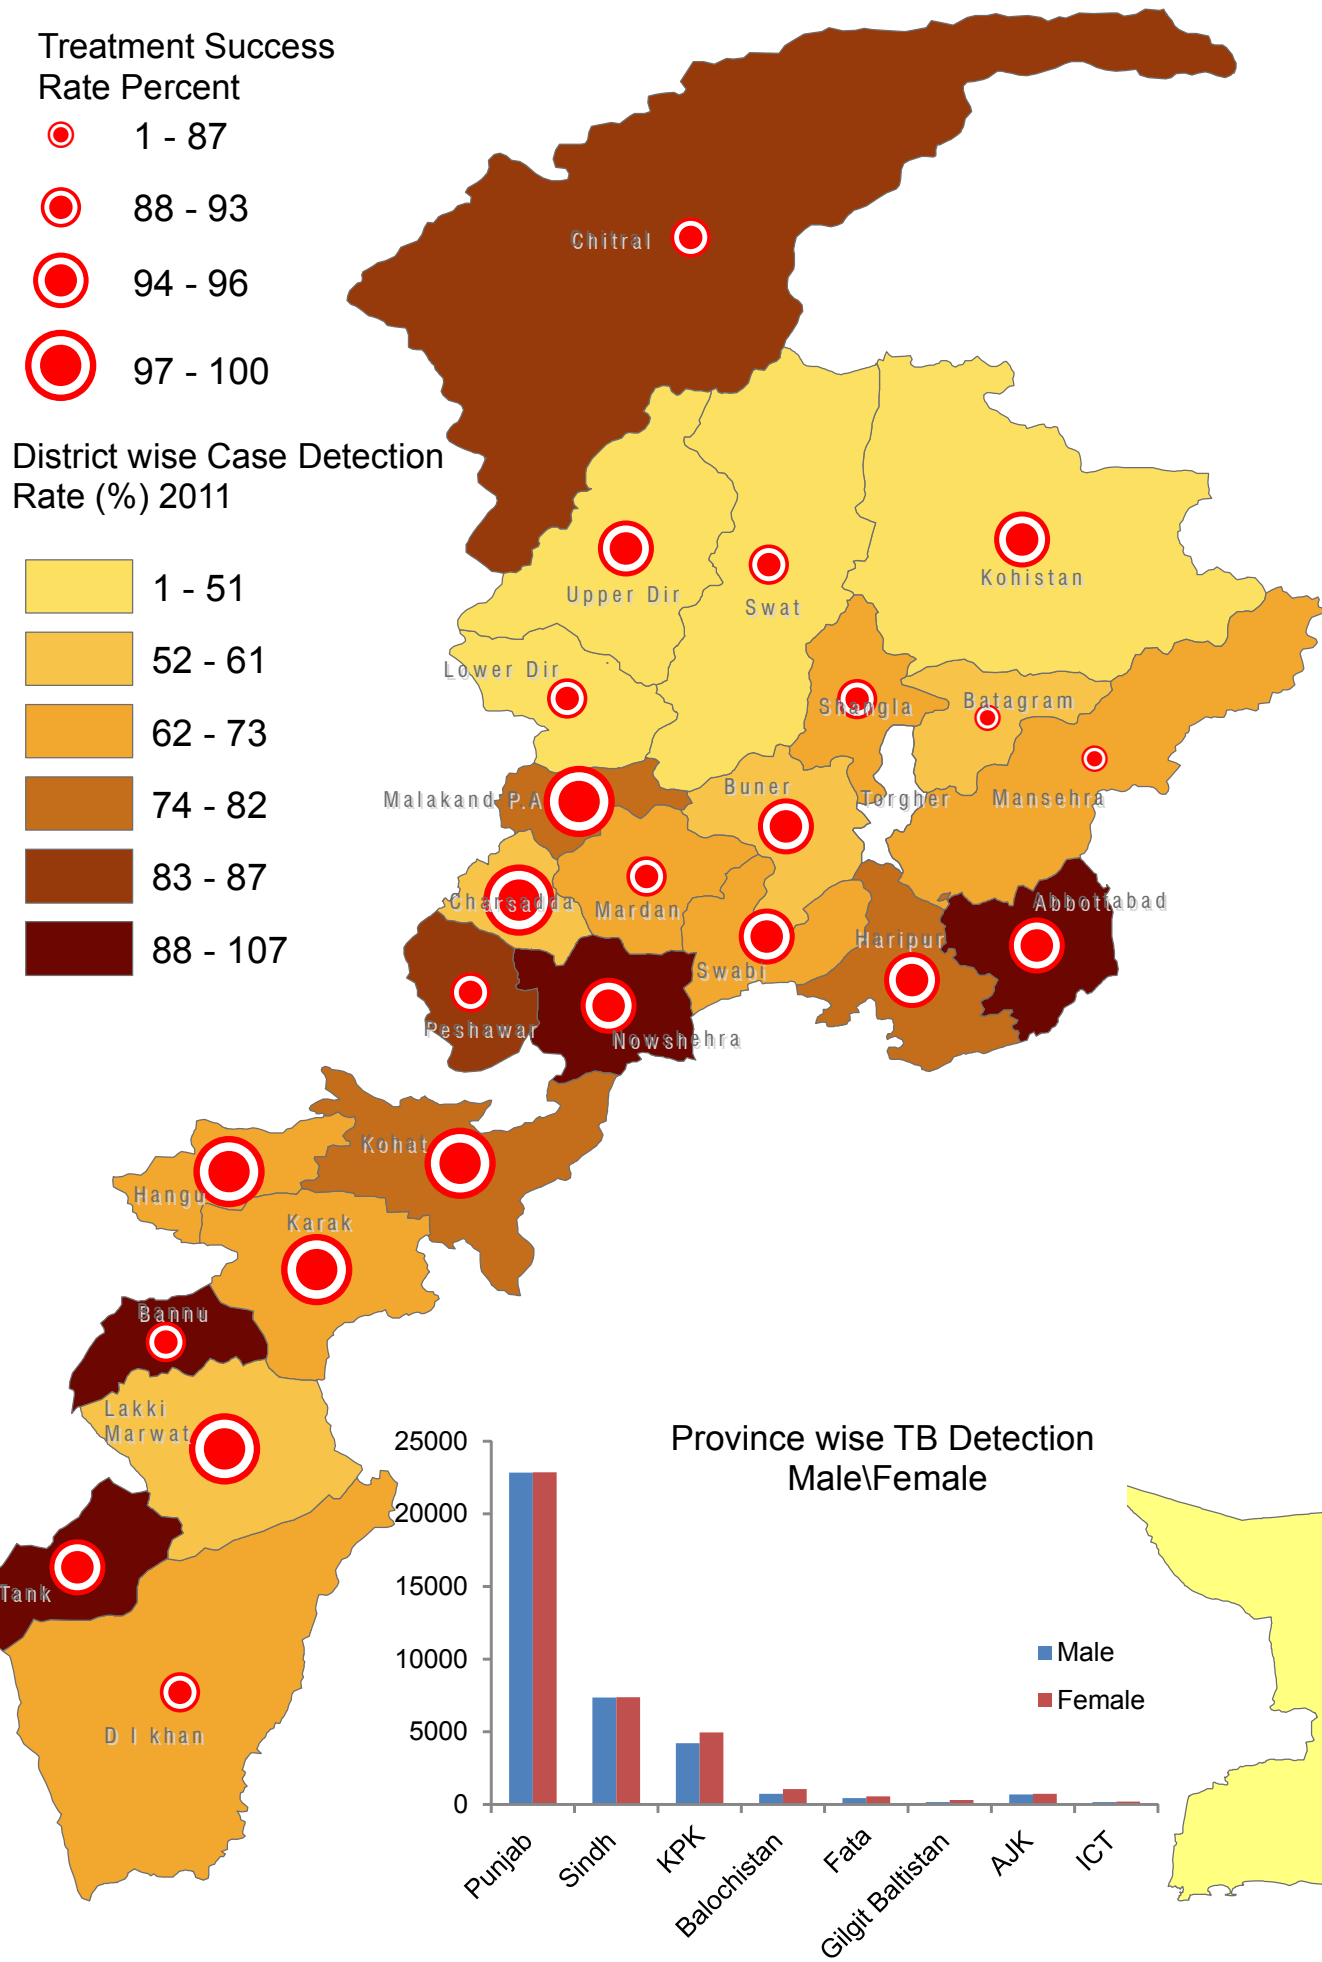 Treatment Success
Rate Percent
1 - 87
88 - 93
94 - 96
97 - 100
District wise Case Detection
Rate (%) 2011
1 - 51
52 - 61
62 - 73
74 - 82
83 - 87
88 - 107
Chitral
Upper Dir
Swat
Kohistan
Lower Dir
Shangla
Batagram
Malakand P.A
Buner
Torgher
Mansehra
Charsadda
Mardan
Abbottabad
Haripur
Swabi
Peshawar
Nowshehra
Kohat
Hangu
Karak
Bannu
Lakki
Marwat
Tank
D I khan
Province wise TB Detection
Male\Female
25000
20000
15000
10000
5000
0
Male
Female
Punjab
Sindh
KPK
Balochistan
Fata
Gilgit Baltistan
AJK
ICT